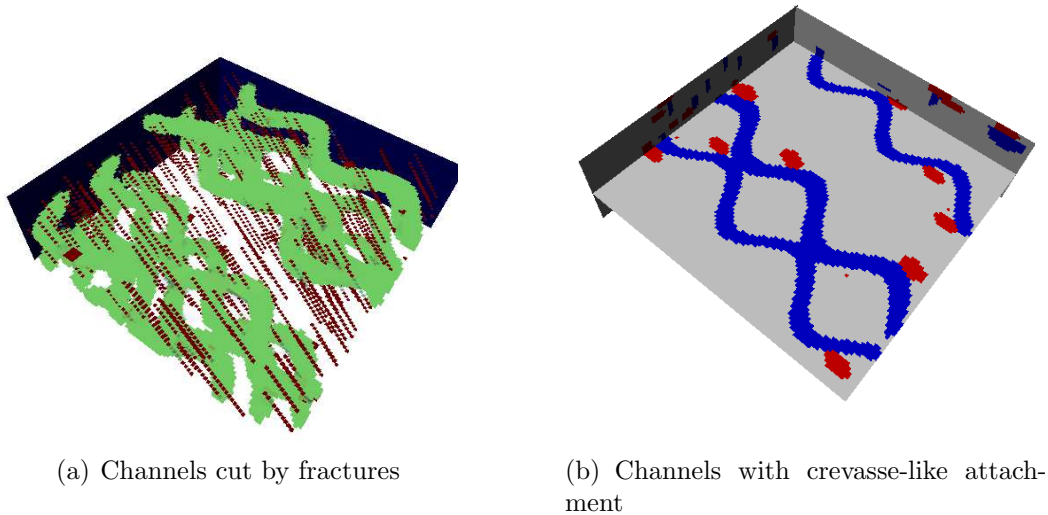 (a) Channels cut by fractures
(b) Channels with crevasse-like attach-
ment